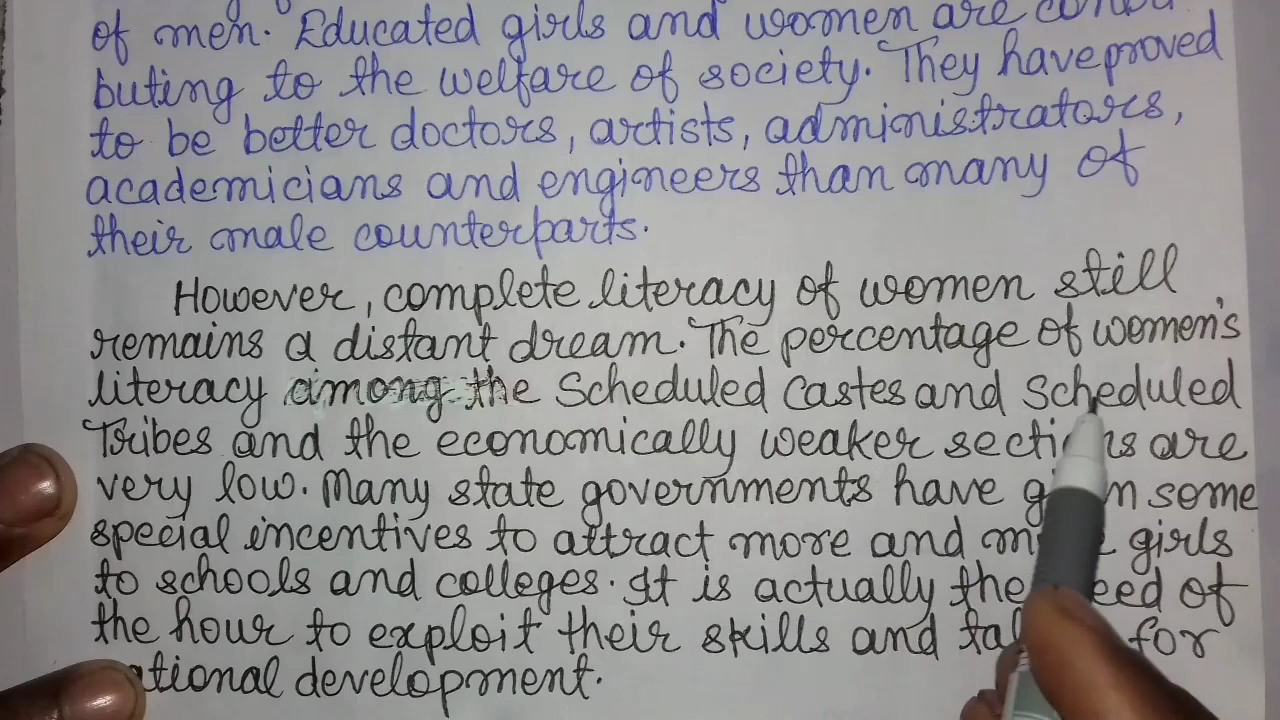 of men. Educated girls and women are
buting to the welfare of society. They have proved
to be better doctors, artists, administrators,
academicians and engineers than many of
their male counterparts.
However, complete literacy of women still
remains a distant dream. The percentage of women's
literacy among the Scheduled Castes and Scheduled
Tribes and the economically weaker sections are
very low. Many state governments have some
special incentives to attract more and girls
to schools and colleges. It is actually the of
the hour to exploit their skills and for
ational development.